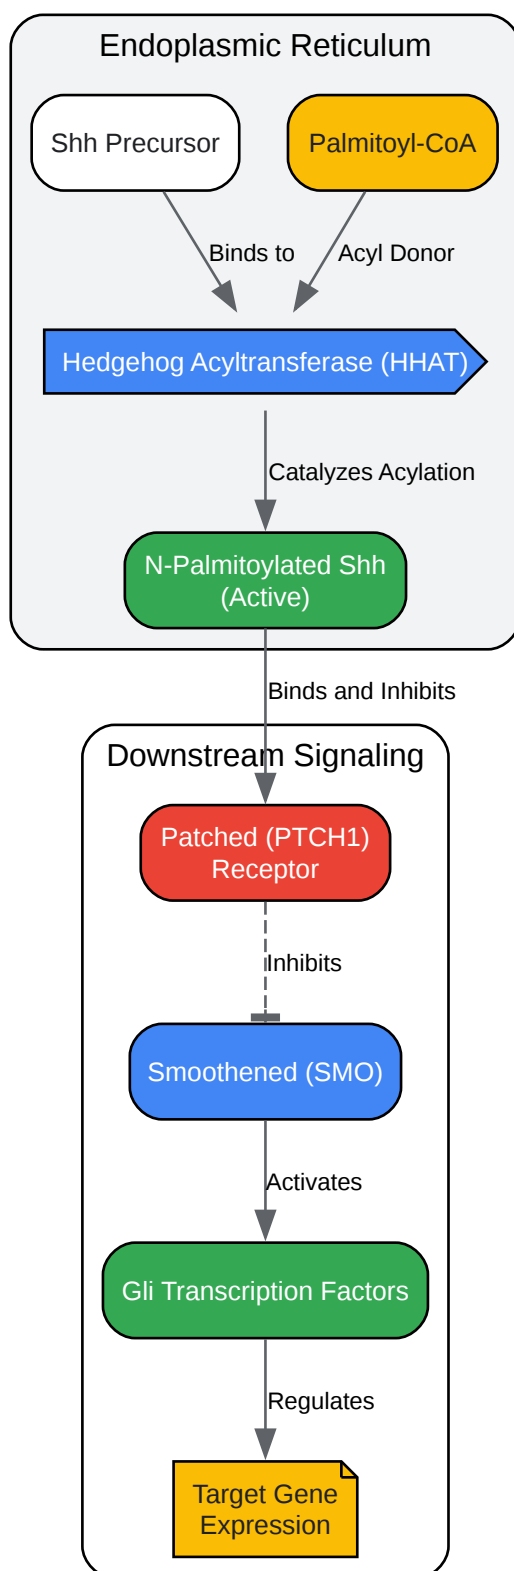 Endoplasmic Reticulum
Shh Precursor
Palmitoyl-CoA
Binds to
Acyl Donor
Hedgehog Acyltransferase (HHAT)
Catalyzes Acylation
N-Palmitoylated Shh
(Active)
Binds and Inhibits
Downstream Signaling
Patched (PTCH1)
Receptor
Inhibits
Smoothened (SMO)
Activates
Gli Transcription Factors
Regulates
Target Gene
Expression